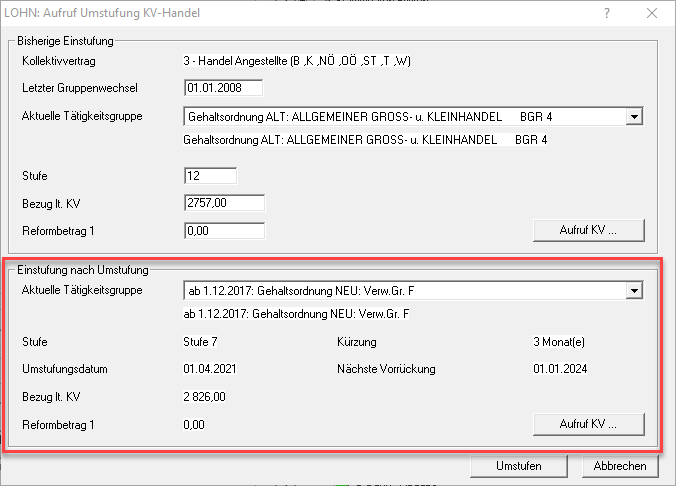 LOHN: Aufruf Umstufung KV-Handel
Bisherige Einstufung
Kollektivvertrag 3 - Handel Angestellte (B ,K ,NÖ ,OÖ ,ST ,T ,W)
Letzter Gruppenwechsel 01.01.2008
Aktuelle Tätigkeitsgruppe Gehaltsordnung ALT: ALLGEMEINER GROSS- u. KLEINHANDEL BGR 4
Gehaltsordnung ALT: ALLGEMEINER GROSS- u. KLEINHANDEL BGR 4
Stufe 12
Bezug lt. KV 2757,00
Reformbetrag 1 0,00 Aufruf KV ...
Einstufung nach Umstufung
Aktuelle Tätigkeitsgruppe ab 1.12.2017: Gehaltsordnung NEU: Verw.Gr. F
ab 1.12.2017: Gehaltsordnung NEU: Verw.Gr. F
Stufe Stufe 7 Kürzung 3 Monat(e)
Umstufungsdatum 01.04.2021 Nächste Vorrückung 01.01.2024
Bezug lt. KV 2 826,00
Reformbetrag 1 0,00 Aufruf KV ...
Umstufen Abbrechen